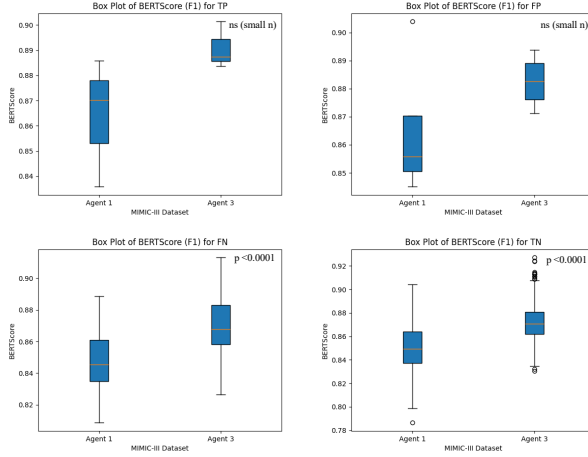 Box Plot of BERTScore (F1) for TP
ns (small n)
BERTScore
0.90
0.89
0.88
0.87
0.86
0.85
0.84
Agent 1
Agent 3
MIMIC-III Dataset
Box Plot of BERTScore (F1) for FP
ns (small n)
BERTScore
0.90
0.89
0.88
0.87
0.86
0.85
Agent 1
Agent 3
MIMIC-III Dataset
Box Plot of BERTScore (F1) for FN
p <0.0001
BERTScore
0.90
0.88
0.86
0.84
0.82
Agent 1
Agent 3
MIMIC-III Dataset
Box Plot of BERTScore (F1) for TN
p <0.0001
BERTScore
0.92
0.90
0.88
0.86
0.84
0.82
0.80
0.78
Agent 1
Agent 3
MIMIC-III Dataset